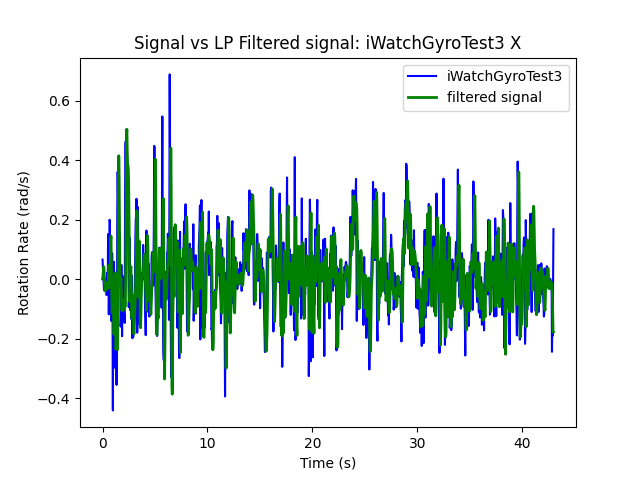 Signal vs LP Filtered signal: iWatchGyroTest3 X
iWatchGyroTest3
filtered signal
Rotation Rate (rad/s)
0.6
0.4
0.2
0.0
−0.2
−0.4
0 10 20 30 40
Time (s)